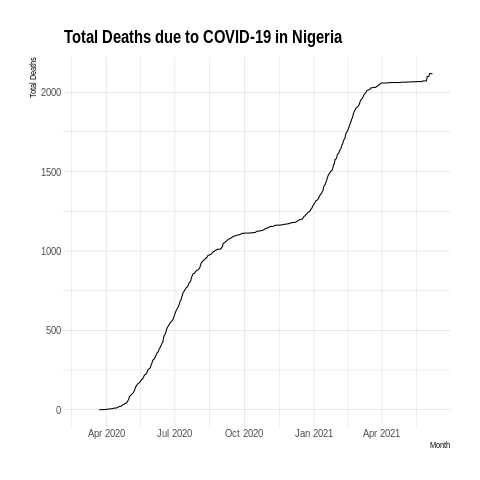 Total Deaths due to COVID-19 in Nigeria
Total Deaths
2000
1500
1000
500
0
Apr 2020 Jul 2020 Oct 2020 Jan 2021 Apr 2021
Month